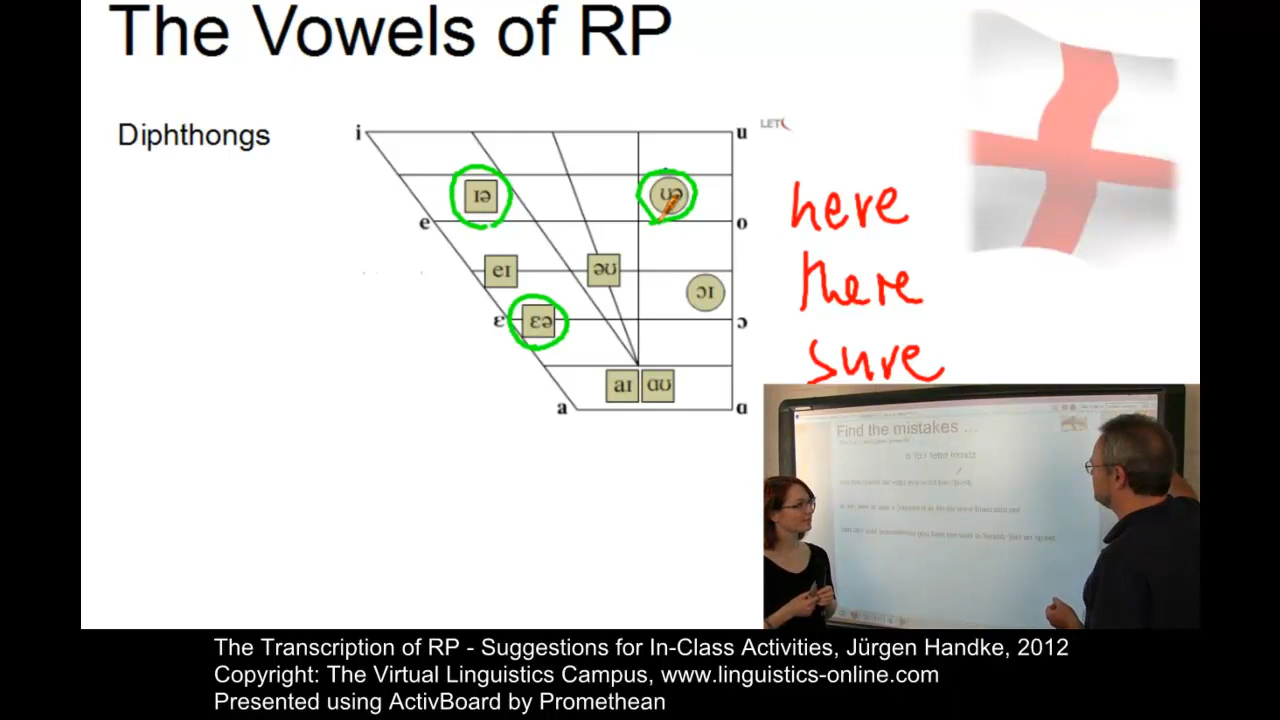 The Vowels of RP
Diphthongs
i u
LET
ɪə ʊə
here
e o
eɪ əʊ
there
ɔɪ
ɛ ɛə ɔ
sure
aɪ ɑʊ
a ɑ
Find the mistakes ...
The Transcription of RP - Suggestions for In-Class Activities, Jürgen Handke, 2012
Copyright: The Virtual Linguistics Campus, www.linguistics-online.com
Presented using ActivBoard by Promethean